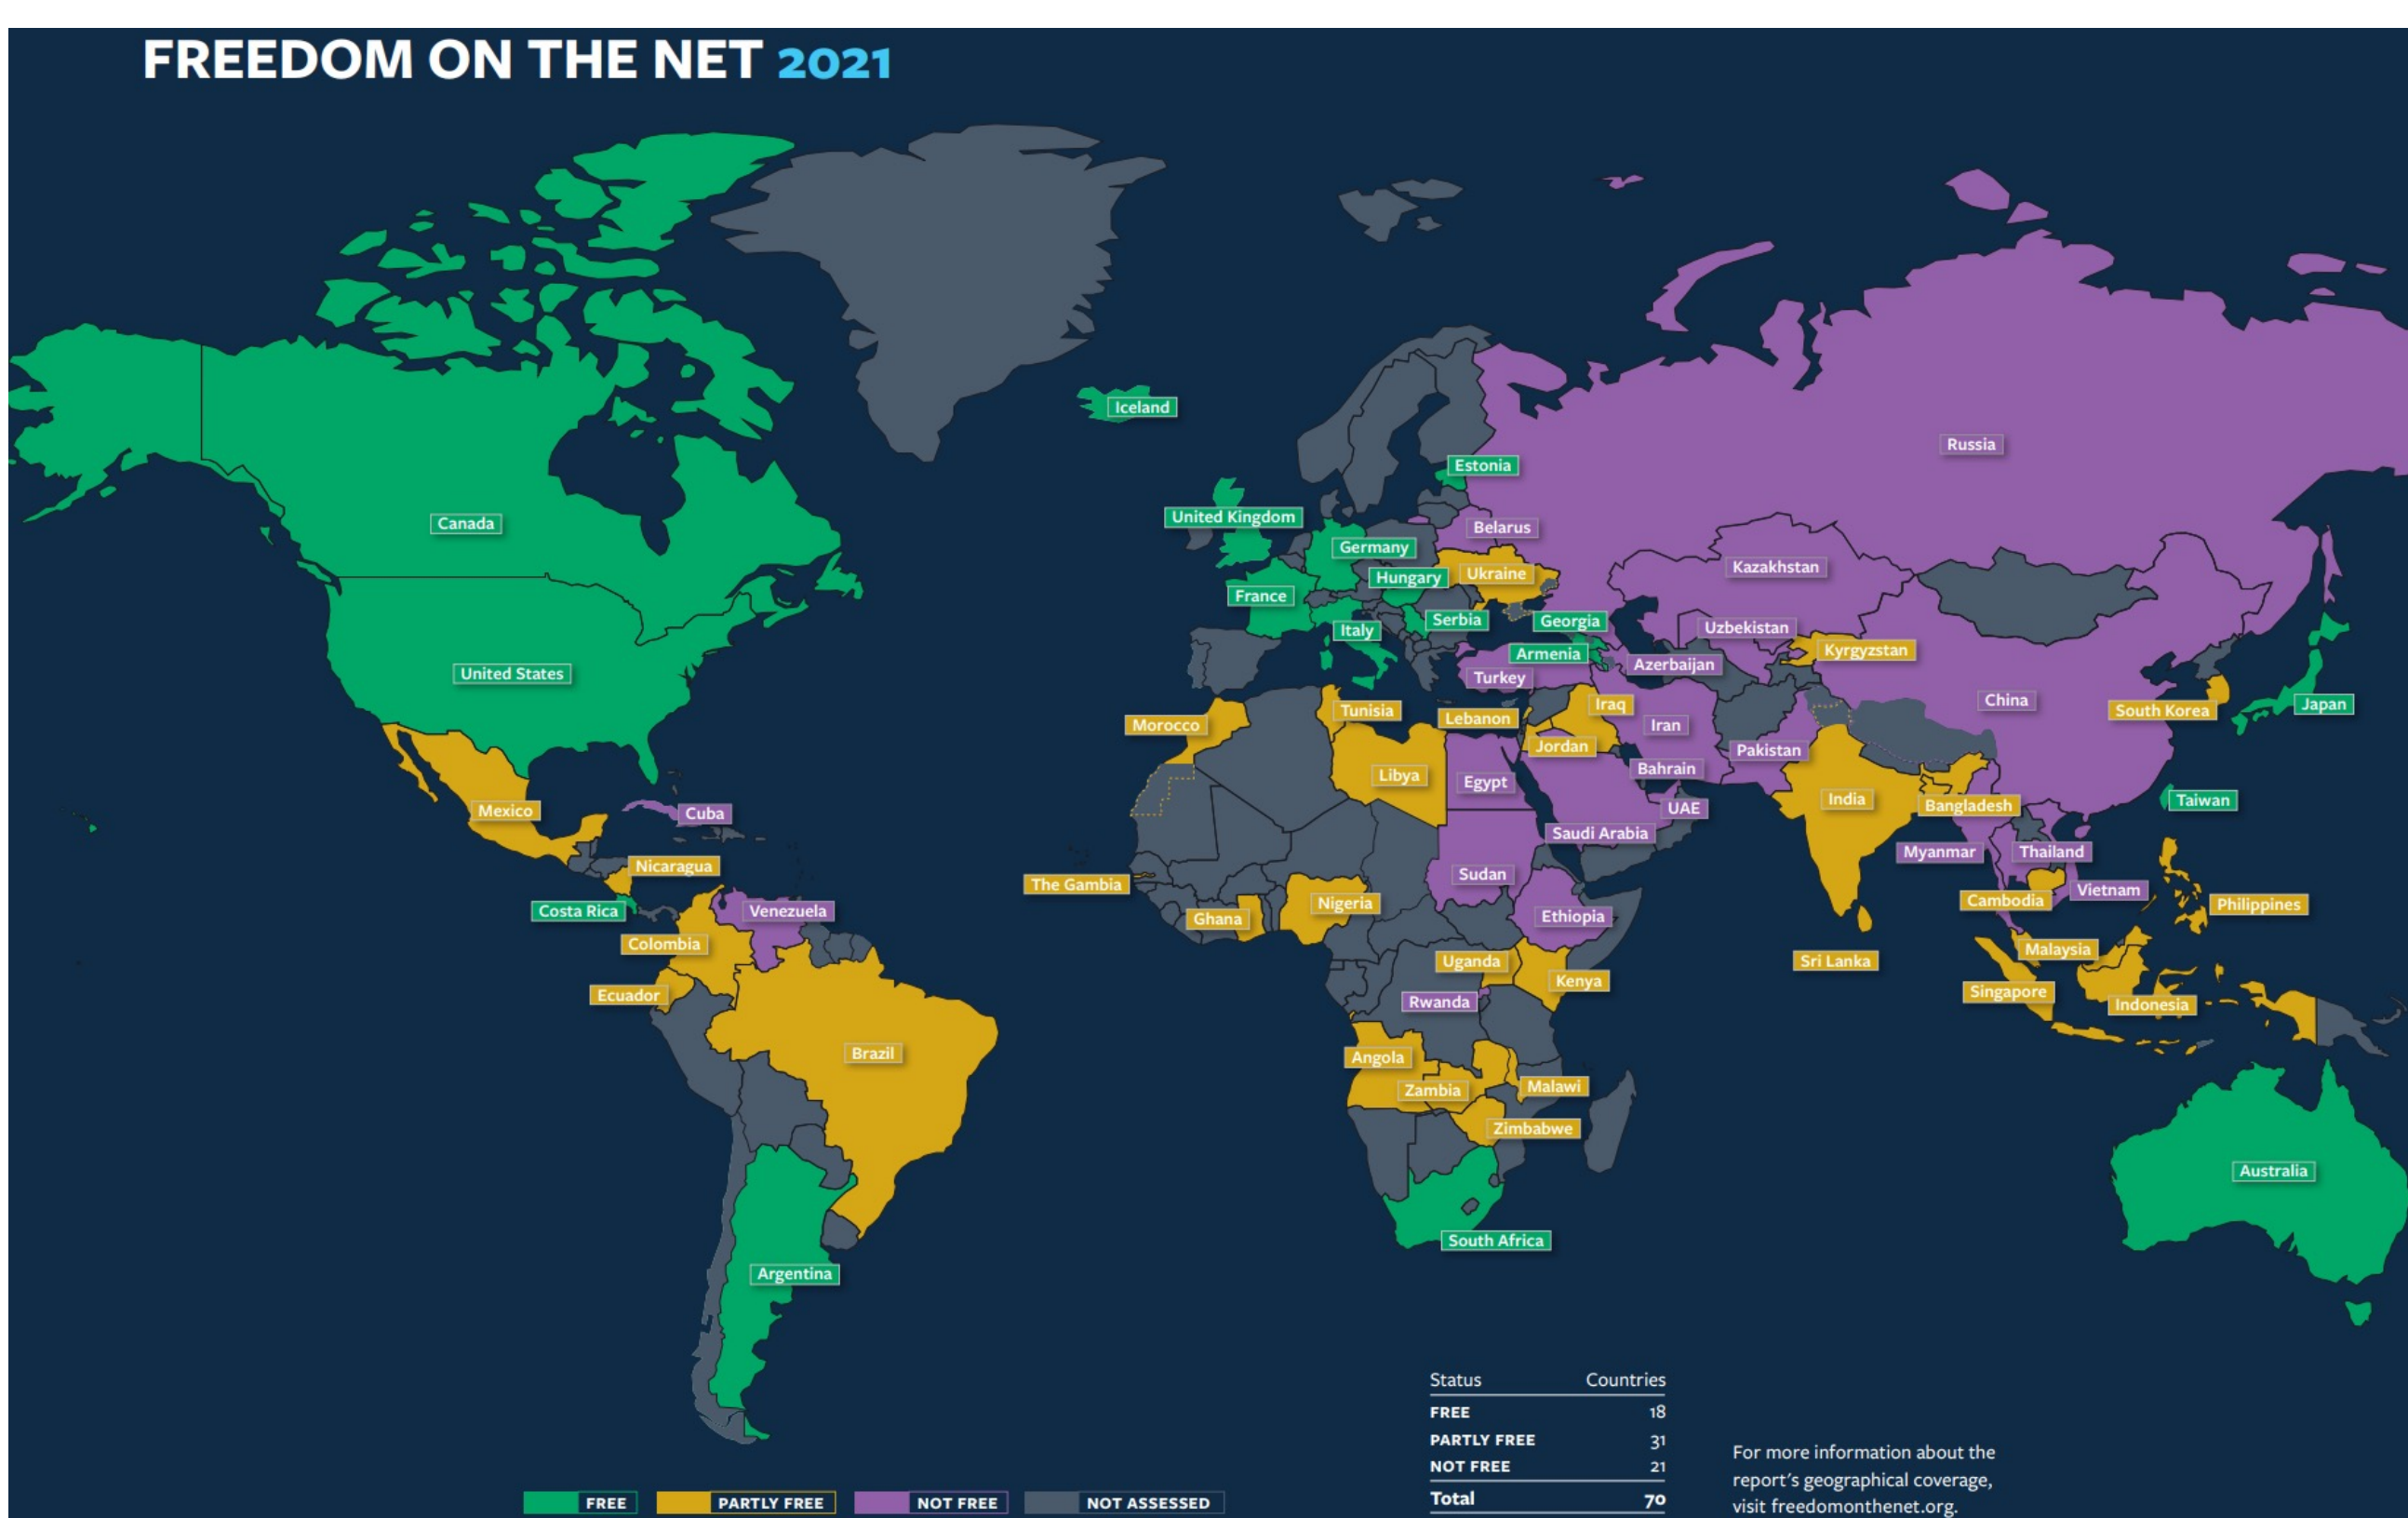 FREEDOM ON THE NET 2021
Iceland
Russia
Estonia
United Kingdom
Canada
Belarus
Germany
Kazakhstan
Hungary
Ukraine
France
Serbia
Georgia
Italy
Uzbekistan
Armenia
Kyrgyzstan
Azerbaijan
United States
Turkey
China
Japan
Iraq
Tunisia
South Korea
Lebanon
Morocco
Iran
Jordan
Pakistan
Bahrain
Libya
Egypt
India
Taiwan
Bangladesh
UAE
Mexico
Cuba
Saudi Arabia
Myanmar
Thailand
Nicaragua
Sudan
The Gambia
Vietnam
Cambodia
Nigeria
Philippines
Costa Rica
Venezuela
Ethiopia
Ghana
Colombia
Malaysia
Sri Lanka
Uganda
Kenya
Singapore
Ecuador
Rwanda
Indonesia
Brazil
Angola
Malawi
Zambia
Zimbabwe
Australia
South Africa
Argentina
Status Countries
FREE 18
PARTLY FREE 31
NOT FREE 21
Total 70
For more information about the
report's geographical coverage,
visit freedomonthenet.org.
FREE PARTLY FREE NOT FREE NOT ASSESSED